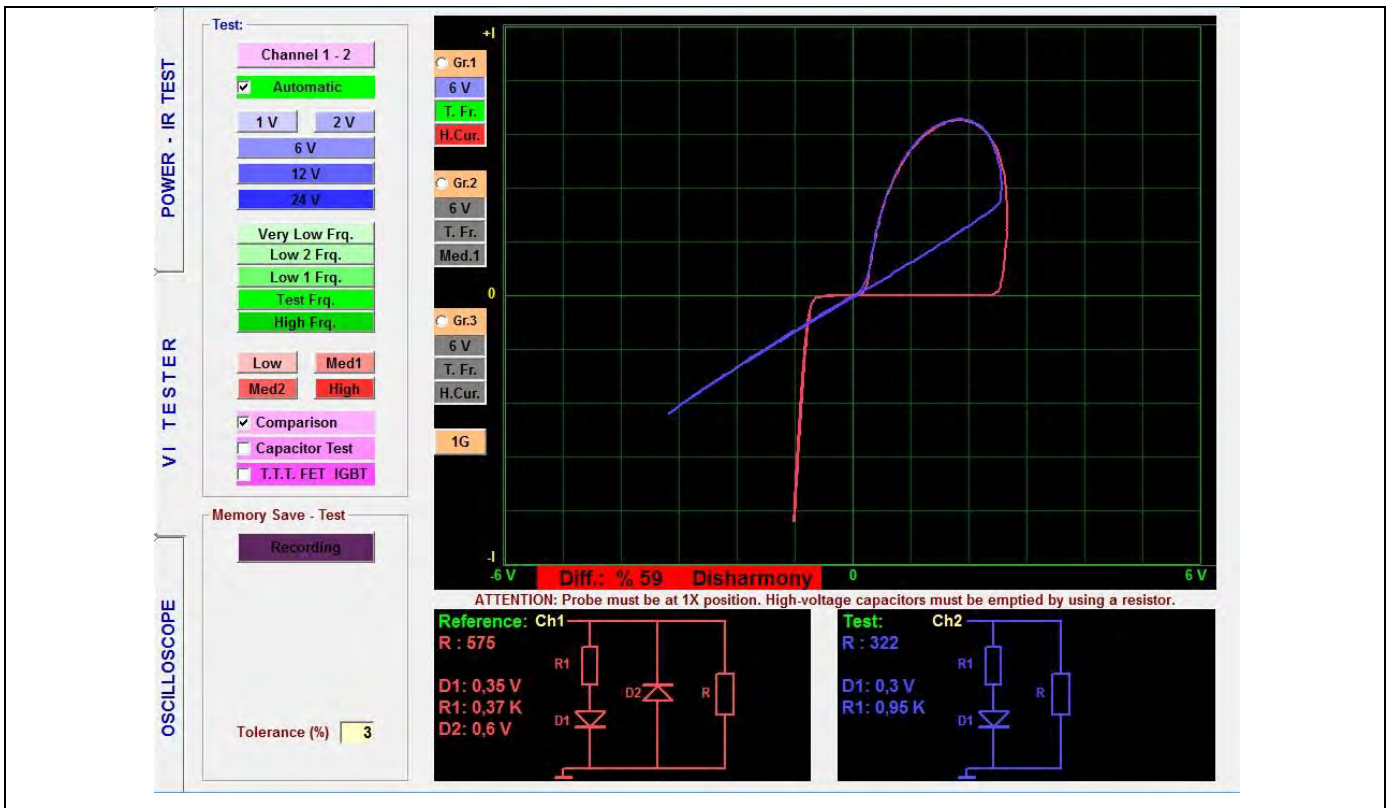 POWER - IR TEST
VI TESTER
OSCILLOSCOPE
Test:
Channel 1 - 2
Automatic
1 V
2 V
6 V
12 V
24 V
Very Low Frq.
Low 2 Frq.
Low 1 Frq.
Test Frq.
High Frq.
Low
Med1
Med2
High
Comparison
Capacitor Test
T.T.T. FET IGBT
Memory Save - Test
Recording
Tolerance (%) 3
+I
Gr.1
6 V
T. Fr.
H.Cur.
Gr.2
6 V
T. Fr.
Med.1
0
Gr.3
6 V
T. Fr.
H.Cur.
1G
-I
-6 V
Diff.: % 59 Disharmony
0
6 V
ATTENTION: Probe must be at 1X position. High-voltage capacitors must be emptied by using a resistor.
Reference: Ch1
R : 575
R1
D1: 0,35 V
D2
R
R1: 0,37 K
D1
D2: 0,6 V
Test: Ch2
R : 322
R1
D1: 0,3 V
R
R1: 0,95 K
D1